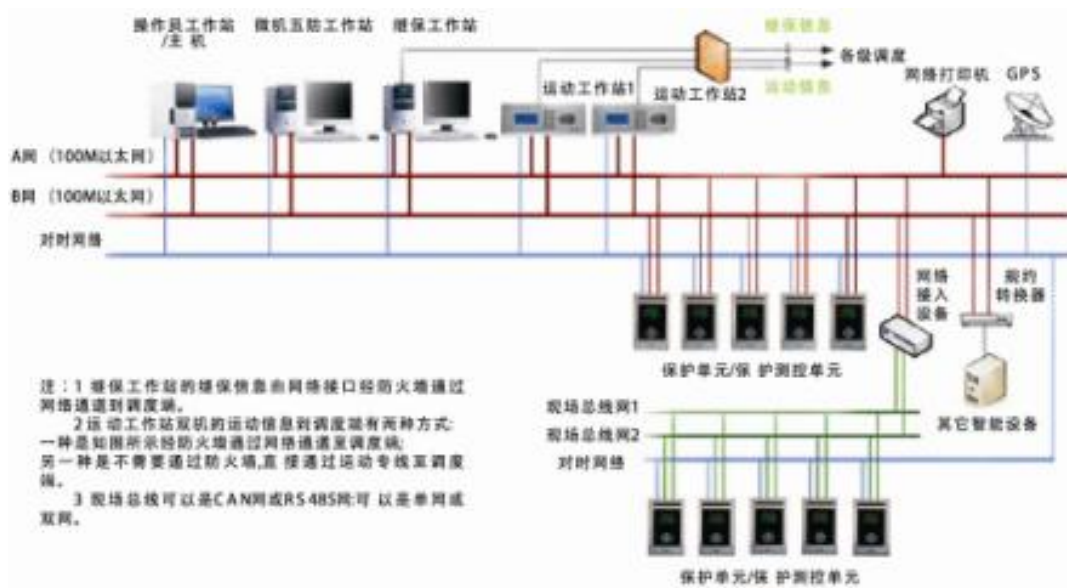 操作员工作站
/主 机
微机五防工作站
继保工作站
继保信息
各级调度
运动信息
运动工作站1
运动工作站2
网络打印机
GPS
A网 (100M以太网)
B网 (100M以太网)
对时网络
网络
接入
设备
规约
转换器
保护单元/保 护测控单元
其它智能设备
现场总线网1
现场总线网2
对时网络
保护单元/保 护测控单元
注：1 继保工作站的继保信息由网络接口经防火墙通过
网络通道到调度端。
2运 动工作站双机的运动信息到调度端有两种方式:
一种是如图所示经防火墙通过网络通道至调度端;
另一种是不需要通过防火墙,直 接通过运动专线至调度
端。
3 现场总线可以是CAN网或RS 485网:可 以是单网或
双网。